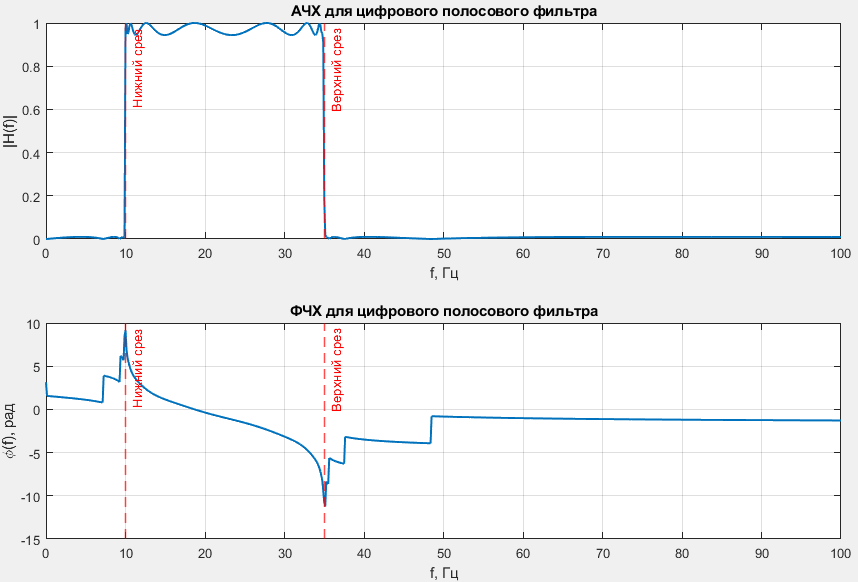 АЧХ для цифрового полосового фильтра
1
0.8
0.6
0.4
0.2
0
|H(f)|
Нижний срез
Верхний срез
0 10 20 30 40 50 60 70 80 90 100
f, Гц
ФЧХ для цифрового полосового фильтра
10
5
0
-5
-10
-15
ϕ(f), рад
Нижний срез
Верхний срез
0 10 20 30 40 50 60 70 80 90 100
f, Гц